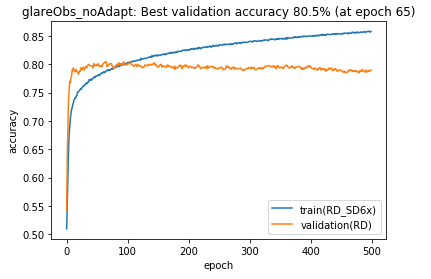 glareObs_noAdapt: Best validation accuracy 80.5% (at epoch 65)
0.85
0.80
0.75
0.70
0.65
0.60
0.55
0.50
accuracy
train(RD_SD6x)
validation(RD)
0 100 200 300 400 500
epoch